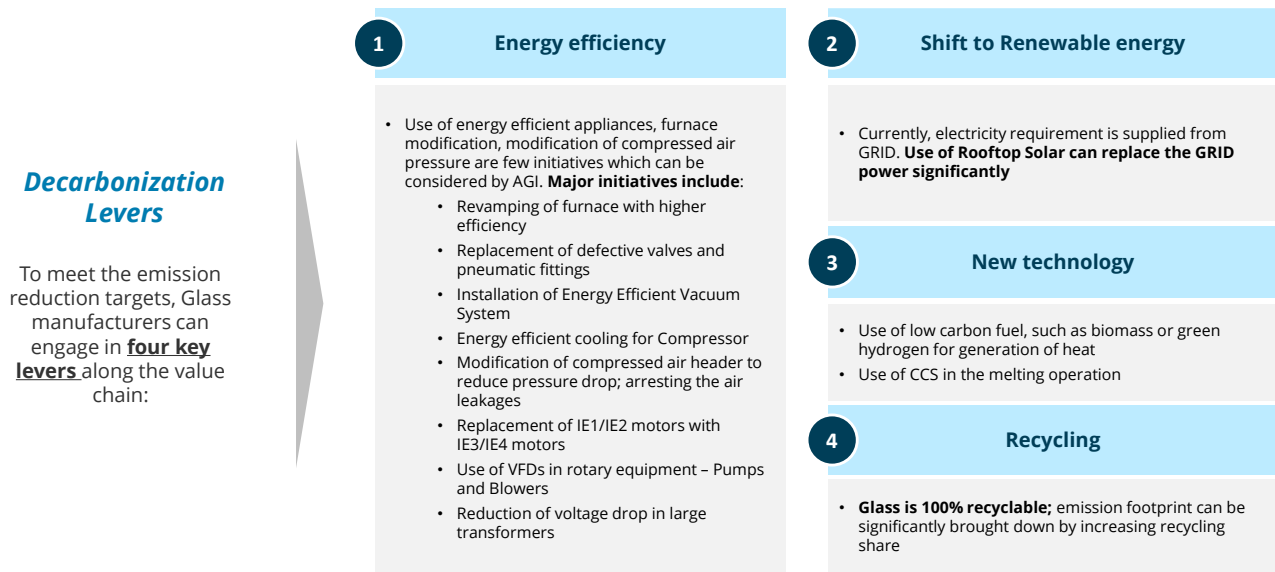 Decarbonization
Levers
To meet the emission
reduction targets, Glass
manufacturers can
engage in four key
levers along the value
chain:
1
Energy efficiency
• Use of energy efficient appliances, furnace
modification, modification of compressed air
pressure are few initiatives which can be
considered by AGI. Major initiatives include:
• Revamping of furnace with higher
efficiency
• Replacement of defective valves and
pneumatic fittings
• Installation of Energy Efficient Vacuum
System
• Energy efficient cooling for Compressor
• Modification of compressed air header to
reduce pressure drop; arresting the air
leakages
• Replacement of IE1/IE2 motors with
IE3/IE4 motors
• Use of VFDs in rotary equipment – Pumps
and Blowers
• Reduction of voltage drop in large
transformers
2
Shift to Renewable energy
• Currently, electricity requirement is supplied from
GRID. Use of Rooftop Solar can replace the GRID
power significantly
3
New technology
• Use of low carbon fuel, such as biomass or green
hydrogen for generation of heat
• Use of CCS in the melting operation
4
Recycling
• Glass is 100% recyclable; emission footprint can be
significantly brought down by increasing recycling
share